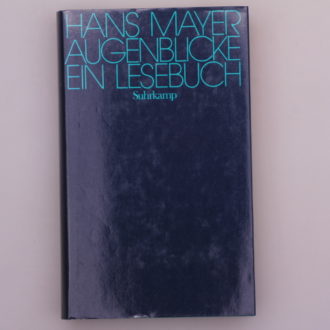 HANS MAYER
AUGENBLICKE
EIN LESEBUCH
Suhrkamp